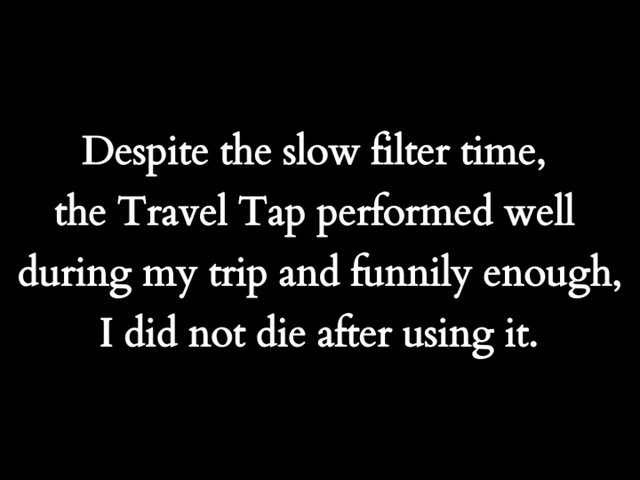 Despite the slow filter time,
the Travel Tap performed well
during my trip and funnily enough,
I did not die after using it.